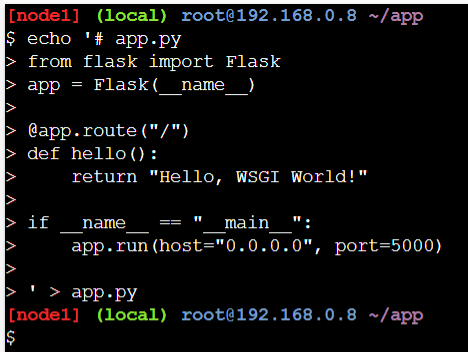 [node1] (local) root@192.168.0.8 ~/app
$ echo '# app.py
> from flask import Flask
> app = Flask(__name__)
>
> @app.route("/")
> def hello():
>     return "Hello, WSGI World!"
>
> if __name__ == "__main__":
>     app.run(host="0.0.0.0", port=5000)
>
> ' > app.py
[node1] (local) root@192.168.0.8 ~/app
$